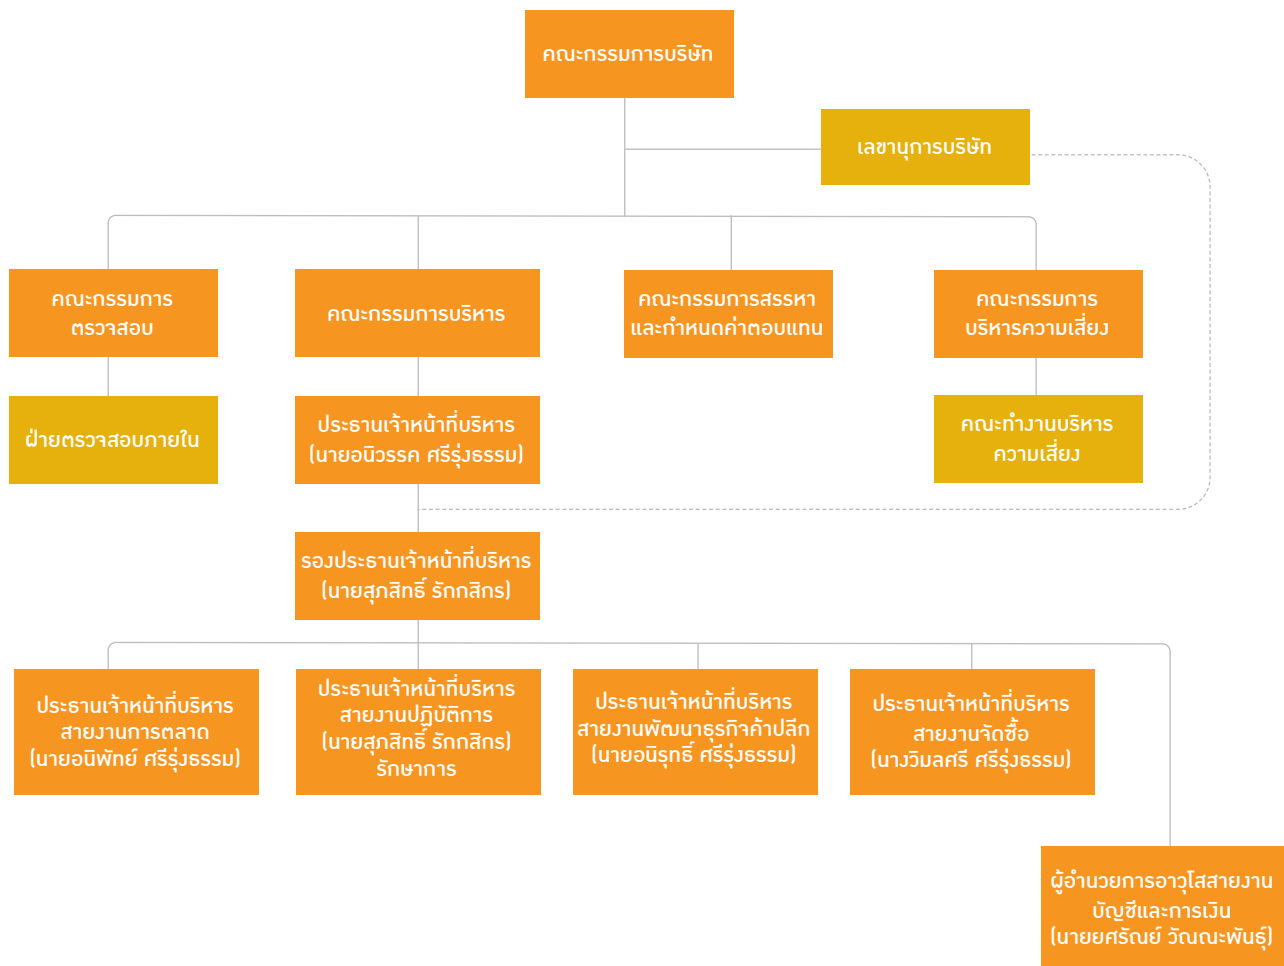 คณะกรรมการบริษัท
เลขานุการบริษัท
คณะกรรมการ
ตรวจสอบ
คณะกรรมการบริหาร
คณะกรรมการสรรหา
และกำหนดค่าตอบแทน
คณะกรรมการ
บริหารความเสี่ยง
ฝ่ายตรวจสอบภายใน
ประธานเจ้าหน้าที่บริหาร
(นายอนิวรรค ศรีรุ่งธรรม)
คณะทำงานบริหาร
ความเสี่ยง
รองประธานเจ้าหน้าที่บริหาร
(นายสุภสิทธิ์ รักกสิกร)
ประธานเจ้าหน้าที่บริหาร
สายงานการตลาด
(นายอนิพัทย์ ศรีรุ่งธรรม)
ประธานเจ้าหน้าที่บริหาร
สายงานปฏิบัติการ
(นายสุภสิทธิ์ รักกสิกร)
รักษาการ
ประธานเจ้าหน้าที่บริหาร
สายงานพัฒนาธุรกิจค้าปลีก
(นายอนิรุทธิ์ ศรีรุ่งธรรม)
ประธานเจ้าหน้าที่บริหาร
สายงานจัดซื้อ
(นางวิมลศรี ศรีรุ่งธรรม)
ผู้อำนวยการอาวุโสสายงาน
บัญชีและการเงิน
(นายยศรัณย์ วัณณะพันธุ์)